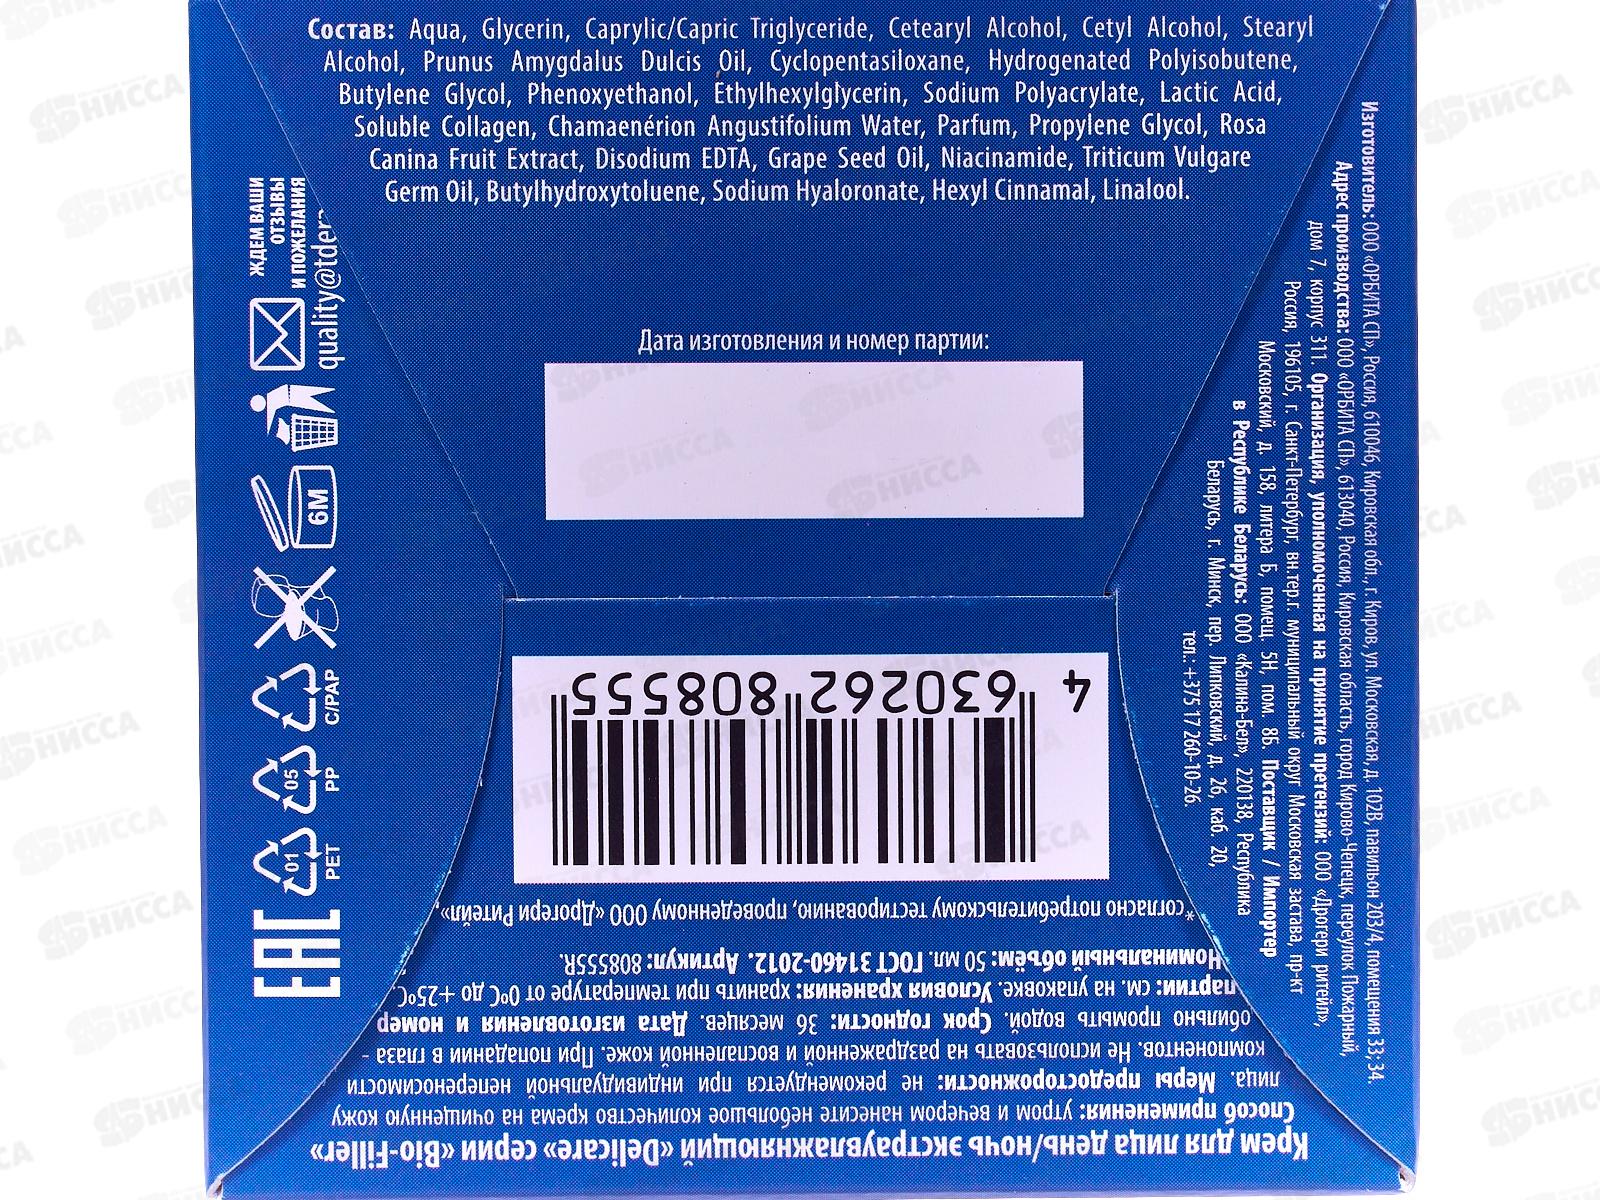 Состав: Aqua, Glycerin, Caprylic/Capric Triglyceride, Cetearyl Alcohol, Cetyl Alcohol, Stearyl
Alcohol, Prunus Amygdalus Dulcis Oil, Cyclopentasiloxane, Hydrogenated Polyisobutene,
Butylene Glycol, Phenoxyethanol, Ethylhexylglycerin, Sodium Polyacrylate, Lactic Acid,
Soluble Collagen, Chamaenérion Angustifolium Water, Parfum, Propylene Glycol, Rosa
Canina Fruit Extract, Disodium EDTA, Grape Seed Oil, Niacinamide, Triticum Vulgare
Germ Oil, Butylhydroxytoluene, Sodium Hyaloronate, Hexyl Cinnamal, Linalool.
Дата изготовления и номер партии:
ЖДЕМ ВАШИ
ОТЗЫВЫ
И ПОЖЕЛАНИЯ
quality@tder
6M
C/PAP
05
PP
01
PET
EAC
Изготовитель: ООО «ОРБИТА СП», Россия, 610046, Кировская обл., г. Киров, ул. Московская, д. 102В, павильон 203/4, помещения 33; 34.
Адрес производства: ООО «ОРБИТА СП», 613040, Россия, Кировская область, город Кирово-Чепецк, переулок Пожарный,
дом 7, корпус 311. Организация, уполномоченная на принятие претензий: ООО «Дрогери ритейл»,
Россия, 196105, г. Санкт-Петербург, вн.тер.г. муниципальный округ Московская застава, пр-кт
Московский, д. 158, литера Б, помещ. 5Н, пом. 8Б. Поставщик / Импортер
в Республике Беларусь: ООО «Калина-Бел», 220138, Республика
Беларусь, г. Минск, пер. Липковский, д. 26, каб. 20,
тел.: +375 17 260-10-26.
Крем для лица день/ночь экстраувлажняющий «Delicare» серии «Bio-Filler»
Способ применения: утром и вечером нанесите небольшое количество крема на очищенную кожу
лица. Меры предосторожности: не рекомендуется при индивидуальной непереносимости
компонентов. Не использовать на раздраженной и воспаленной коже. При попадании в глаза -
обильно промыть водой. Срок годности: 36 месяцев. Дата изготовления и номер
партии: см. на упаковке. Условия хранения: хранить при температуре от 0°С до +25°С.
Номинальный объём: 50 мл. ГОСТ 31460-2012. Артикул: 808555R.
*согласно потребительскому тестированию, проведенному ООО «Дрогери Ритейл»,
4 630262 808555
НИССА